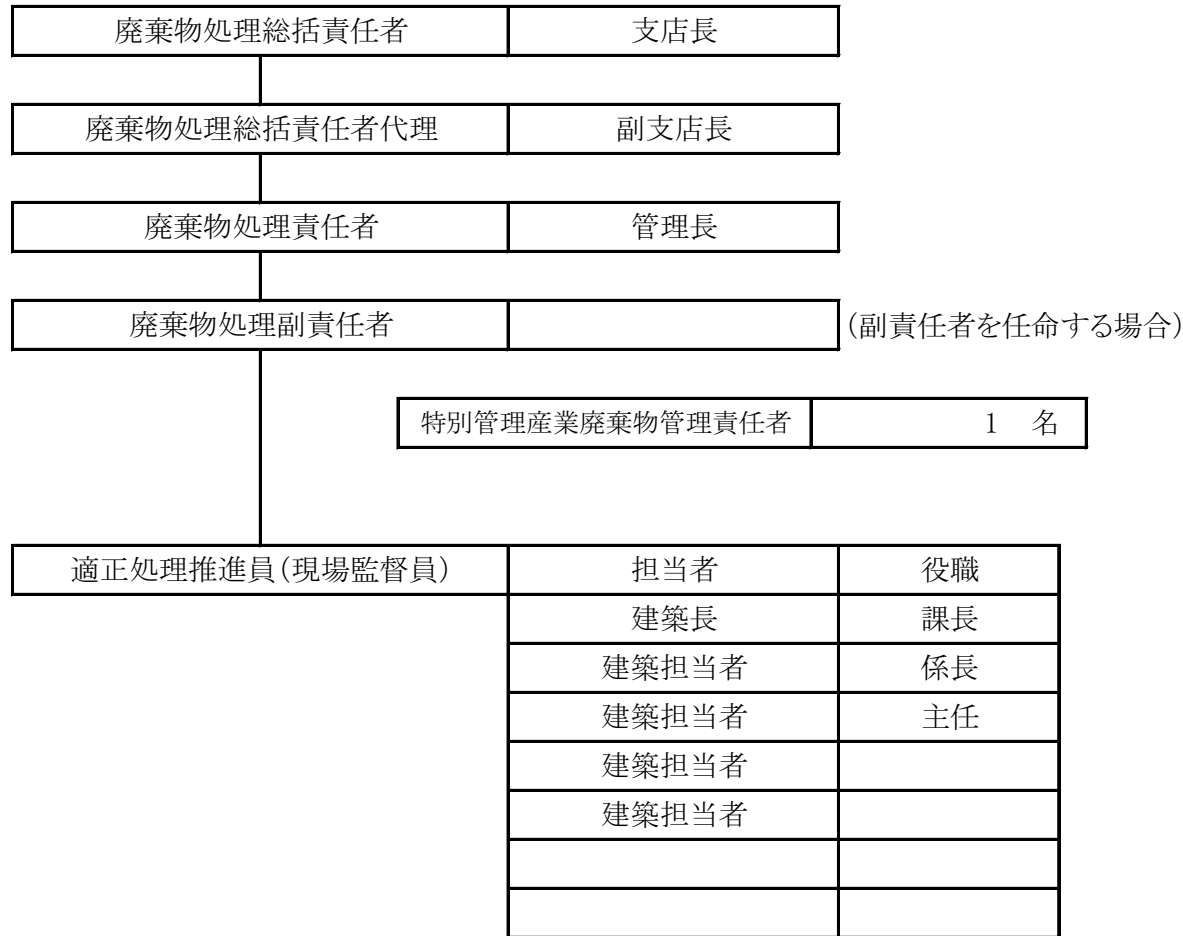 廃棄物処理総括責任者 支店長
廃棄物処理総括責任者代理 副支店長
廃棄物処理責任者 管理長
廃棄物処理副責任者 (副責任者を任命する場合)
特別管理産業廃棄物管理責任者 1 名
適正処理推進員(現場監督員) 担当者 役職
建築長 課長
建築担当者 係長
建築担当者 主任
建築担当者
建築担当者